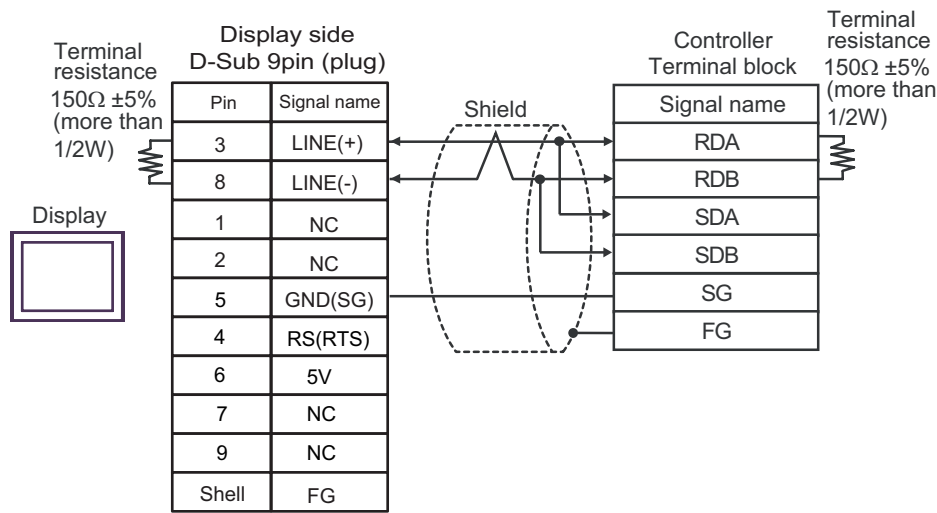 Terminal
resistance
150Ω ±5%
(more than
1/2W)
Display
Display side
D-Sub 9pin (plug)
Pin Signal name
3 LINE(+)
8 LINE(-)
1 NC
2 NC
5 GND(SG)
4 RS(RTS)
6 5V
7 NC
9 NC
Shell FG
Shield
Controller
Terminal block
Signal name
RDA
RDB
SDA
SDB
SG
FG
Terminal
resistance
150Ω ±5%
(more than
1/2W)